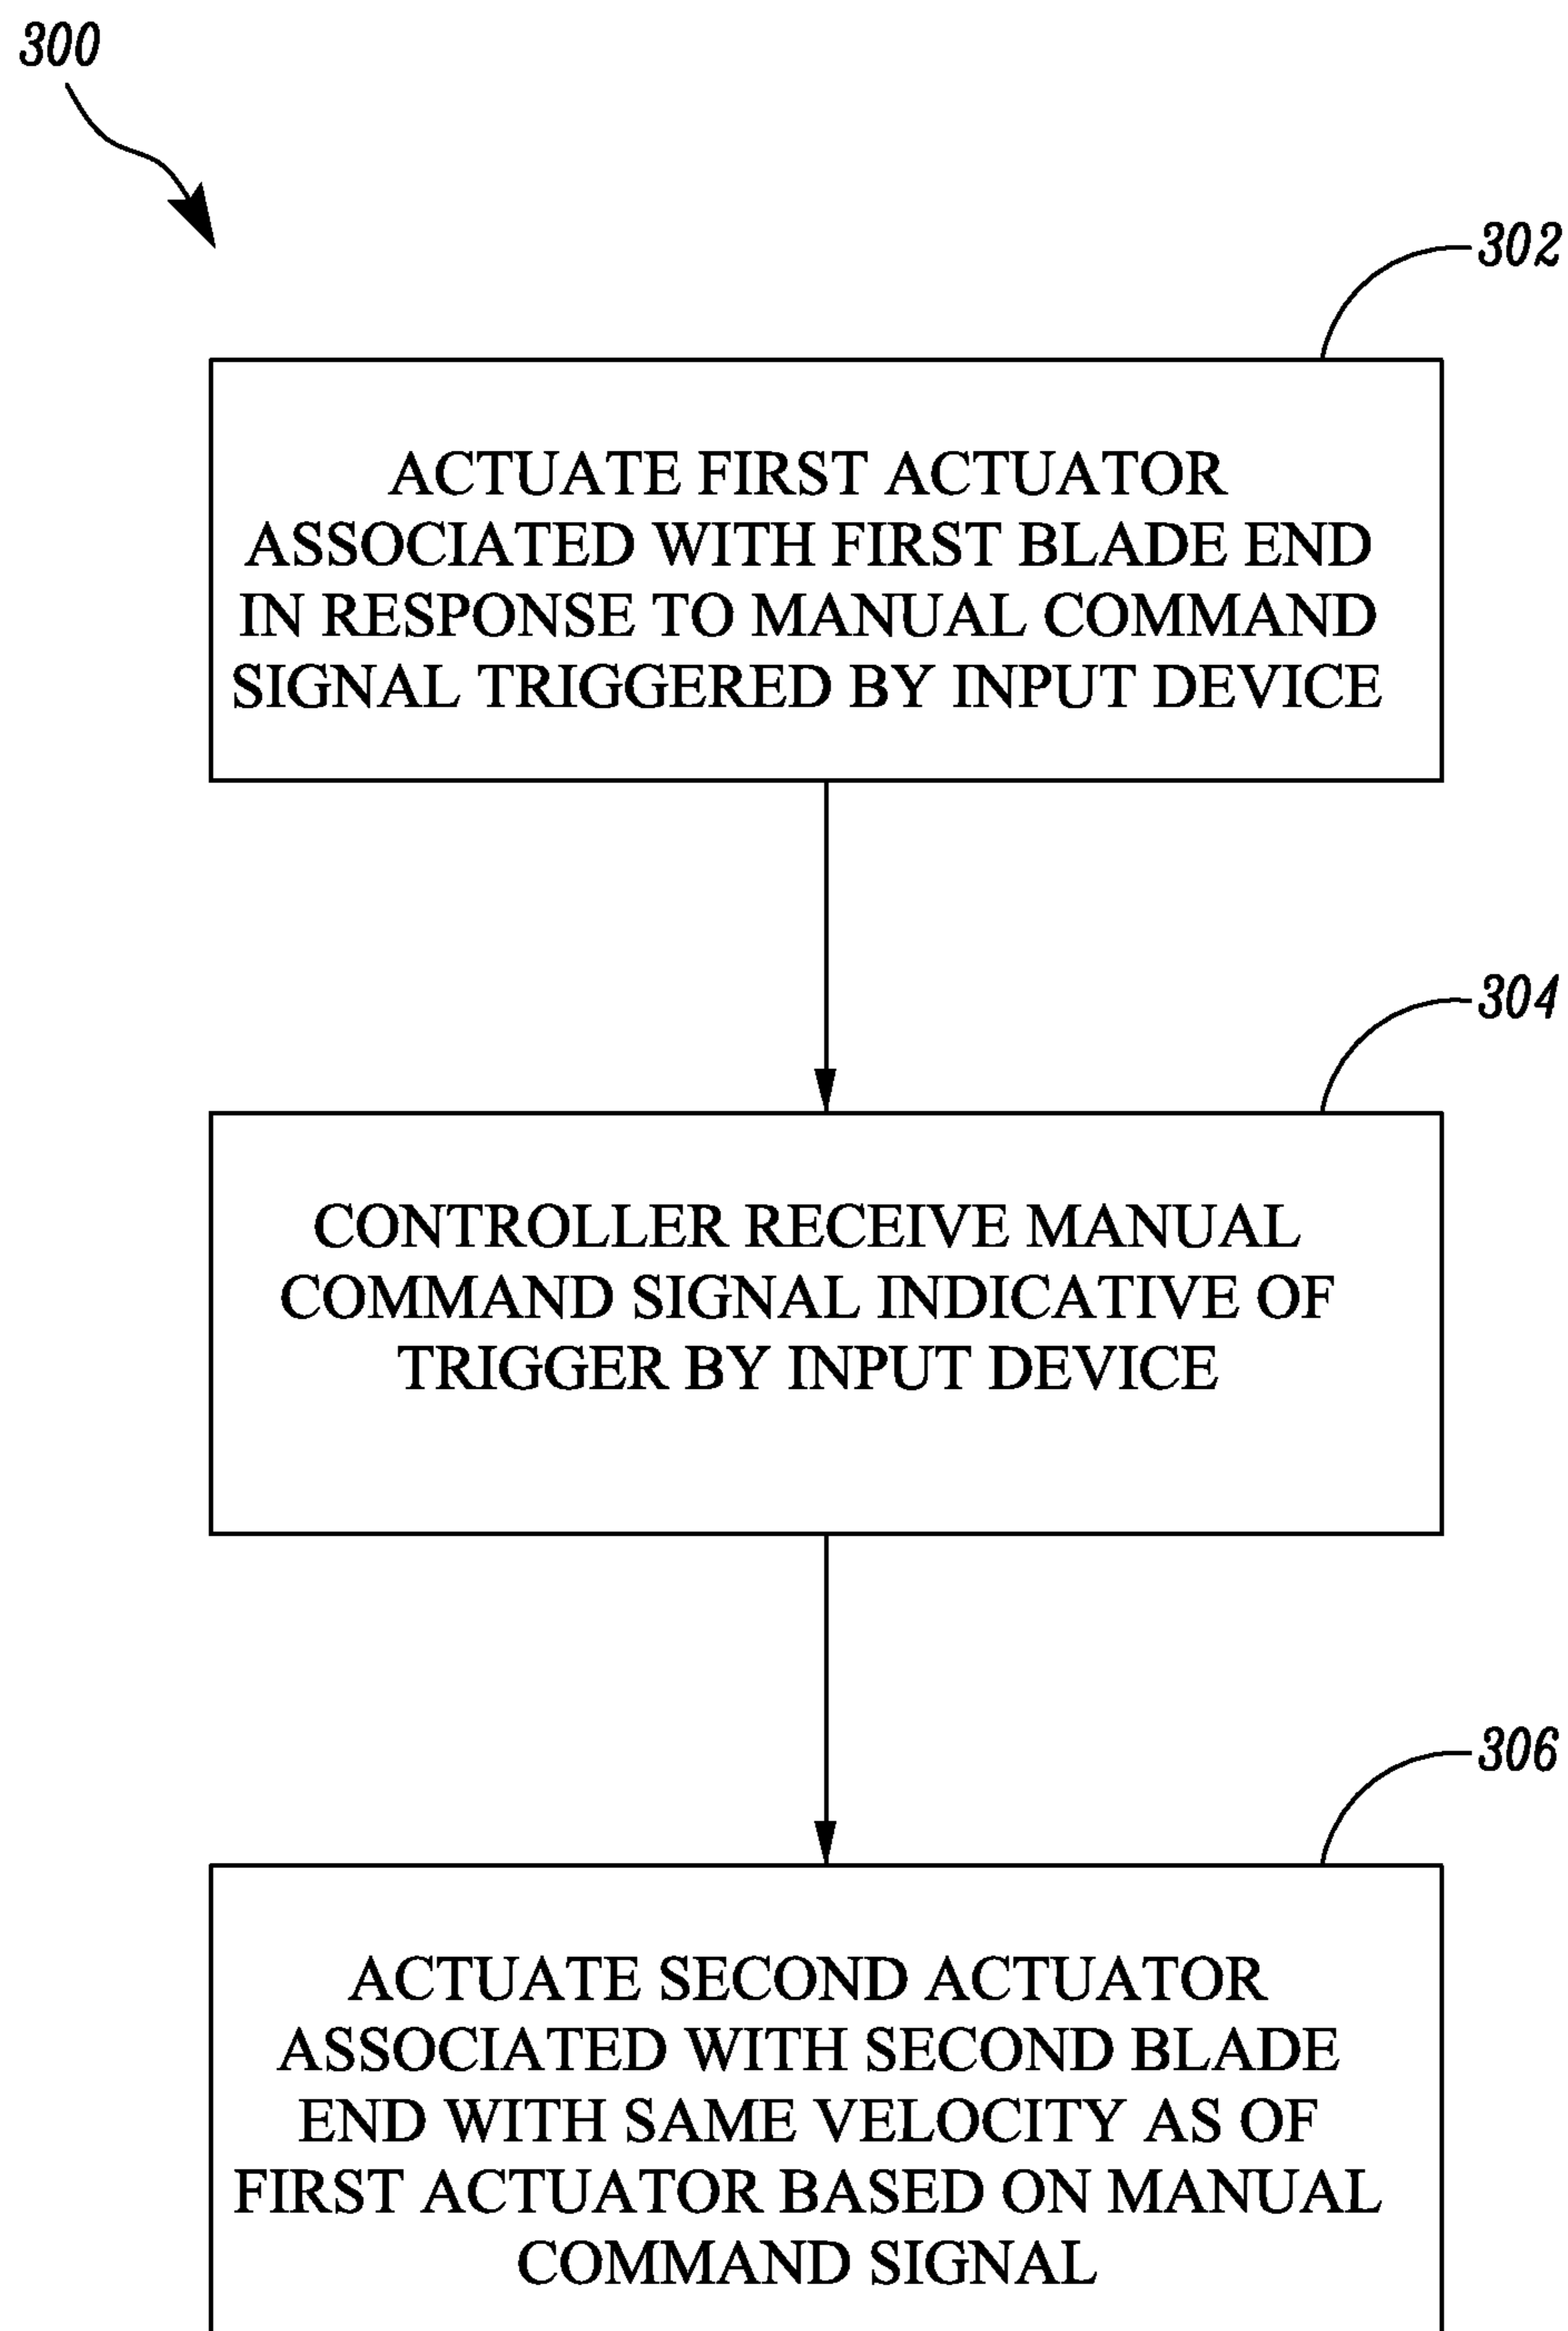 300
302
ACTUATE FIRST ACTUATOR
ASSOCIATED WITH FIRST BLADE END
IN RESPONSE TO MANUAL COMMAND
SIGNAL TRIGGERED BY INPUT DEVICE
304
CONTROLLER RECEIVE MANUAL
COMMAND SIGNAL INDICATIVE OF
TRIGGER BY INPUT DEVICE
306
ACTUATE SECOND ACTUATOR
ASSOCIATED WITH SECOND BLADE
END WITH SAME VELOCITY AS OF
FIRST ACTUATOR BASED ON MANUAL
COMMAND SIGNAL